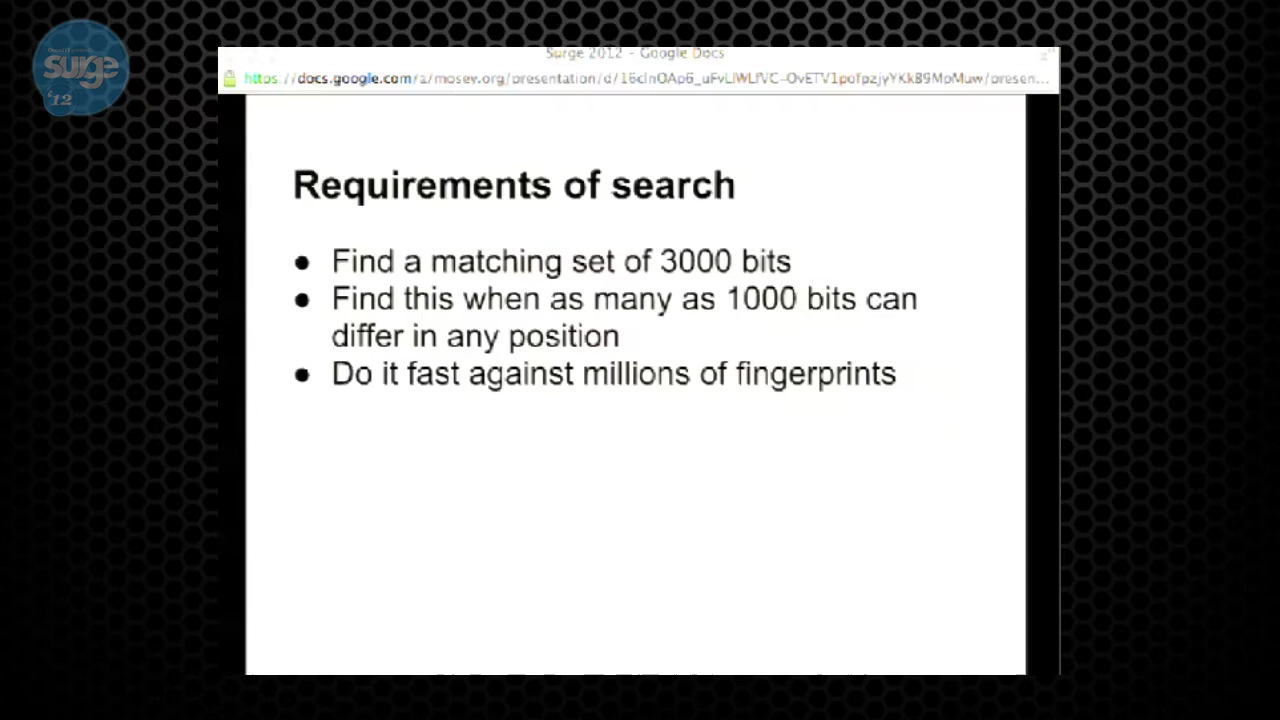 Surge 2012 - Google Docs
surge
'12
Requirements of search
● Find a matching set of 3000 bits
● Find this when as many as 1000 bits can
differ in any position
● Do it fast against millions of fingerprints